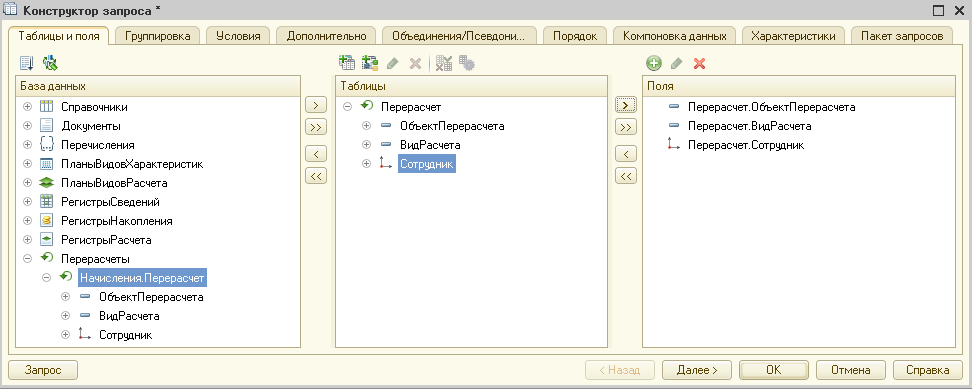 Конструктор запроса *
Таблицы и поля
Группировка
Условия
Дополнительно
Объединения/Псевдони...
Порядок
Компоновка данных
Характеристики
Пакет запросов
База данных
Справочники
Документы
Перечисления
ПланыВидовХарактеристик
ПланыВидовРасчета
РегистрыСведений
РегистрыНакопления
РегистрыРасчета
Перерасчеты
Начисления.Перерасчет
ОбъектПерерасчета
ВидРасчета
Сотрудник
>
>>
<
<<
Таблицы
Перерасчет
ОбъектПерерасчета
ВидРасчета
Сотрудник
>
>>
<
<<
Поля
Перерасчет.ОбъектПерерасчета
Перерасчет.ВидРасчета
Перерасчет.Сотрудник
Запрос
< Назад
Далее >
OK
Отмена
Справка